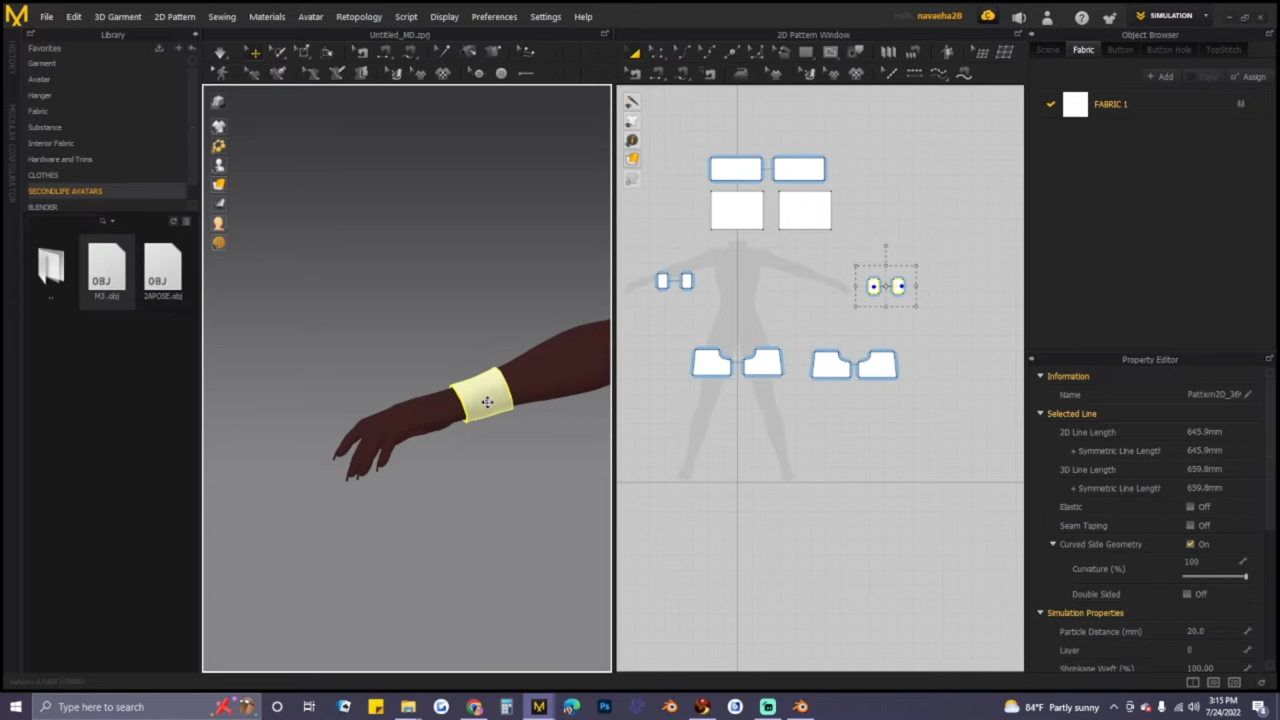 File Edit 3D Garment 2D Pattern Sewing Materials Avatar Retopology Script Display Preferences Settings Help
navaeha28
SIMULATION
Library
Untitled_MD.zprj
2D Pattern Window
Object Browser
HISTORY
MODULAR CONFIGURATOR
Favorites
Garment
Avatar
Hanger
Fabric
Substance
Interior Fabric
Hardware and Trims
CLOTHES
SECONDLIFE AVATARS
BLENDER
..
OBJ
M3 .obj
OBJ
2APOSE.obj
Scene Fabric Button Button Hole TopStitch
+ Add Copy Assign
FABRIC 1
Property Editor
Information
Name Pattern2D_36
Selected Line
2D Line Length 645.9mm
+ Symmetric Line Length 645.9mm
3D Line Length 659.8mm
+ Symmetric Line Length 659.8mm
Elastic Off
Seam Taping Off
Curved Side Geometry On
Curvature (%) 100
Double Sided Off
Simulation Properties
Particle Distance (mm) 20.0
Layer 0
Shrinkage Weft (%) 100.00
Type here to search
84°F Partly sunny
3:15 PM
7/24/2022